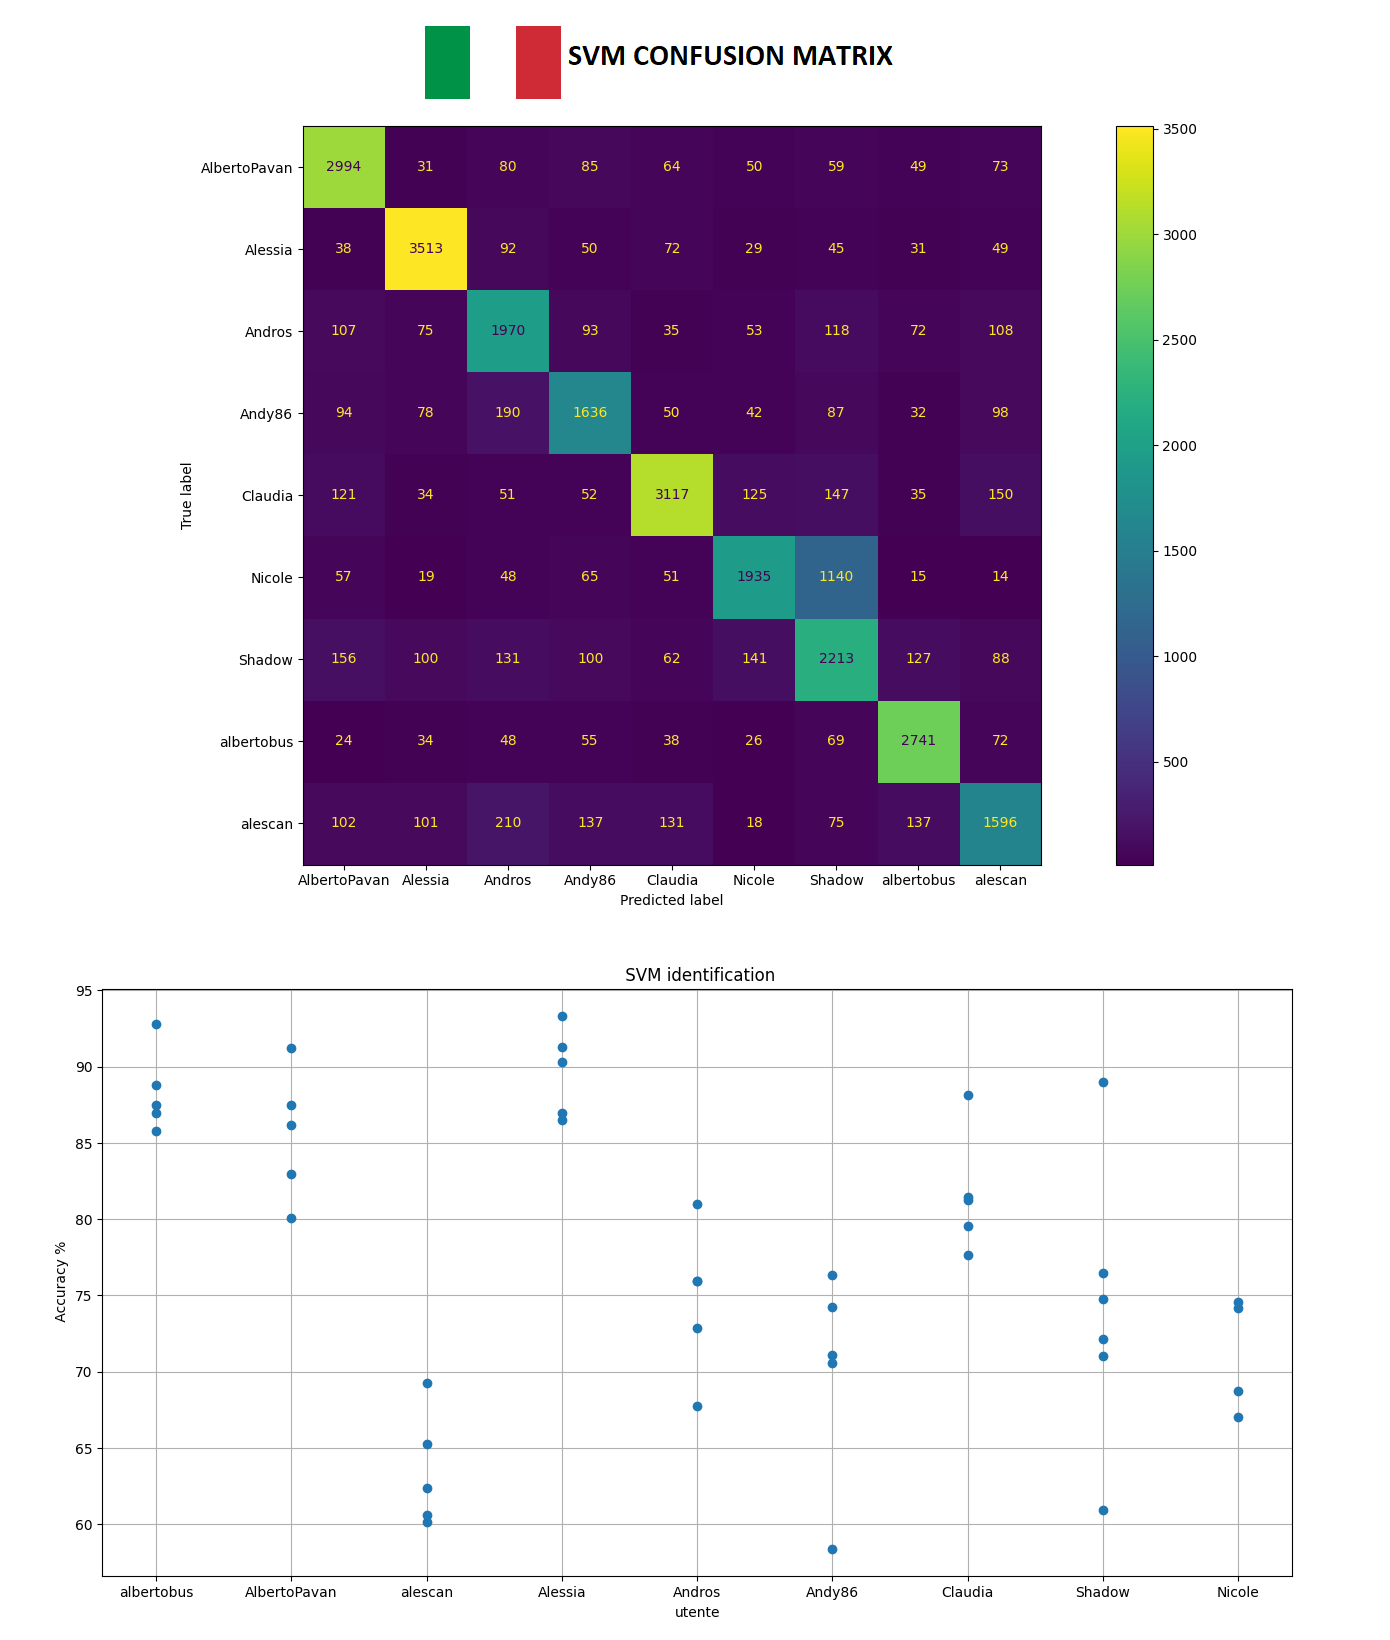 SVM CONFUSION MATRIX
AlbertoPavan 2994 31 80 85 64 50 59 49 73
Alessia 38 3513 92 50 72 29 45 31 49
Andros 107 75 1970 93 35 53 118 72 108
Andy86 94 78 190 1636 50 42 87 32 98
Claudia 121 34 51 52 3117 125 147 35 150
Nicole 57 19 48 65 51 1935 1140 15 14
Shadow 156 100 131 100 62 141 2213 127 88
albertobus 24 34 48 55 38 26 69 2741 72
alescan 102 101 210 137 131 18 75 137 1596
True label
AlbertoPavan Alessia Andros Andy86 Claudia Nicole Shadow albertobus alescan
Predicted label
3500
3000
2500
2000
1500
1000
500
SVM identification
95
90
85
80
75
70
65
60
Accuracy %
albertobus AlbertoPavan alescan Alessia Andros Andy86 Claudia Shadow Nicole
utente